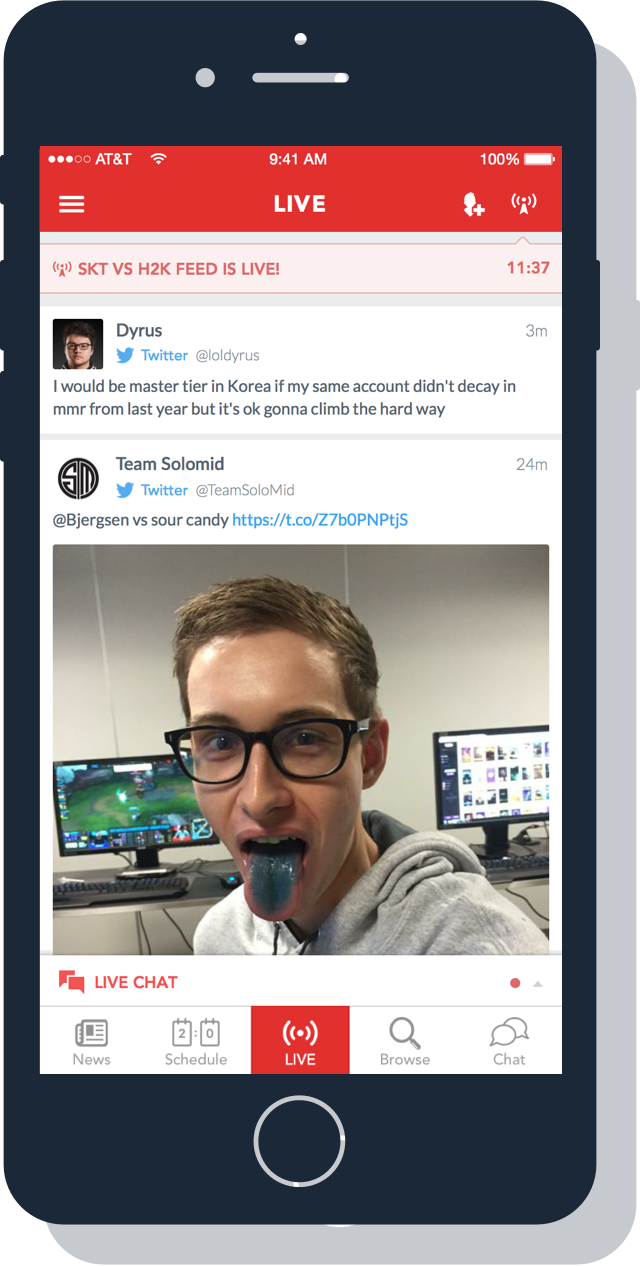 AT&T 9:41 AM 100%
LIVE
SKT VS H2K FEED IS LIVE! 11:37
Dyrus 3m
Twitter @loldyrus
I would be master tier in Korea if my same account didn't decay in
mmr from last year but it's ok gonna climb the hard way
Team Solomid 24m
Twitter @TeamSoloMid
@Bjergsen vs sour candy https://t.co/Z7b0PNPtjS
LIVE CHAT
2:0
News Schedule LIVE Browse Chat